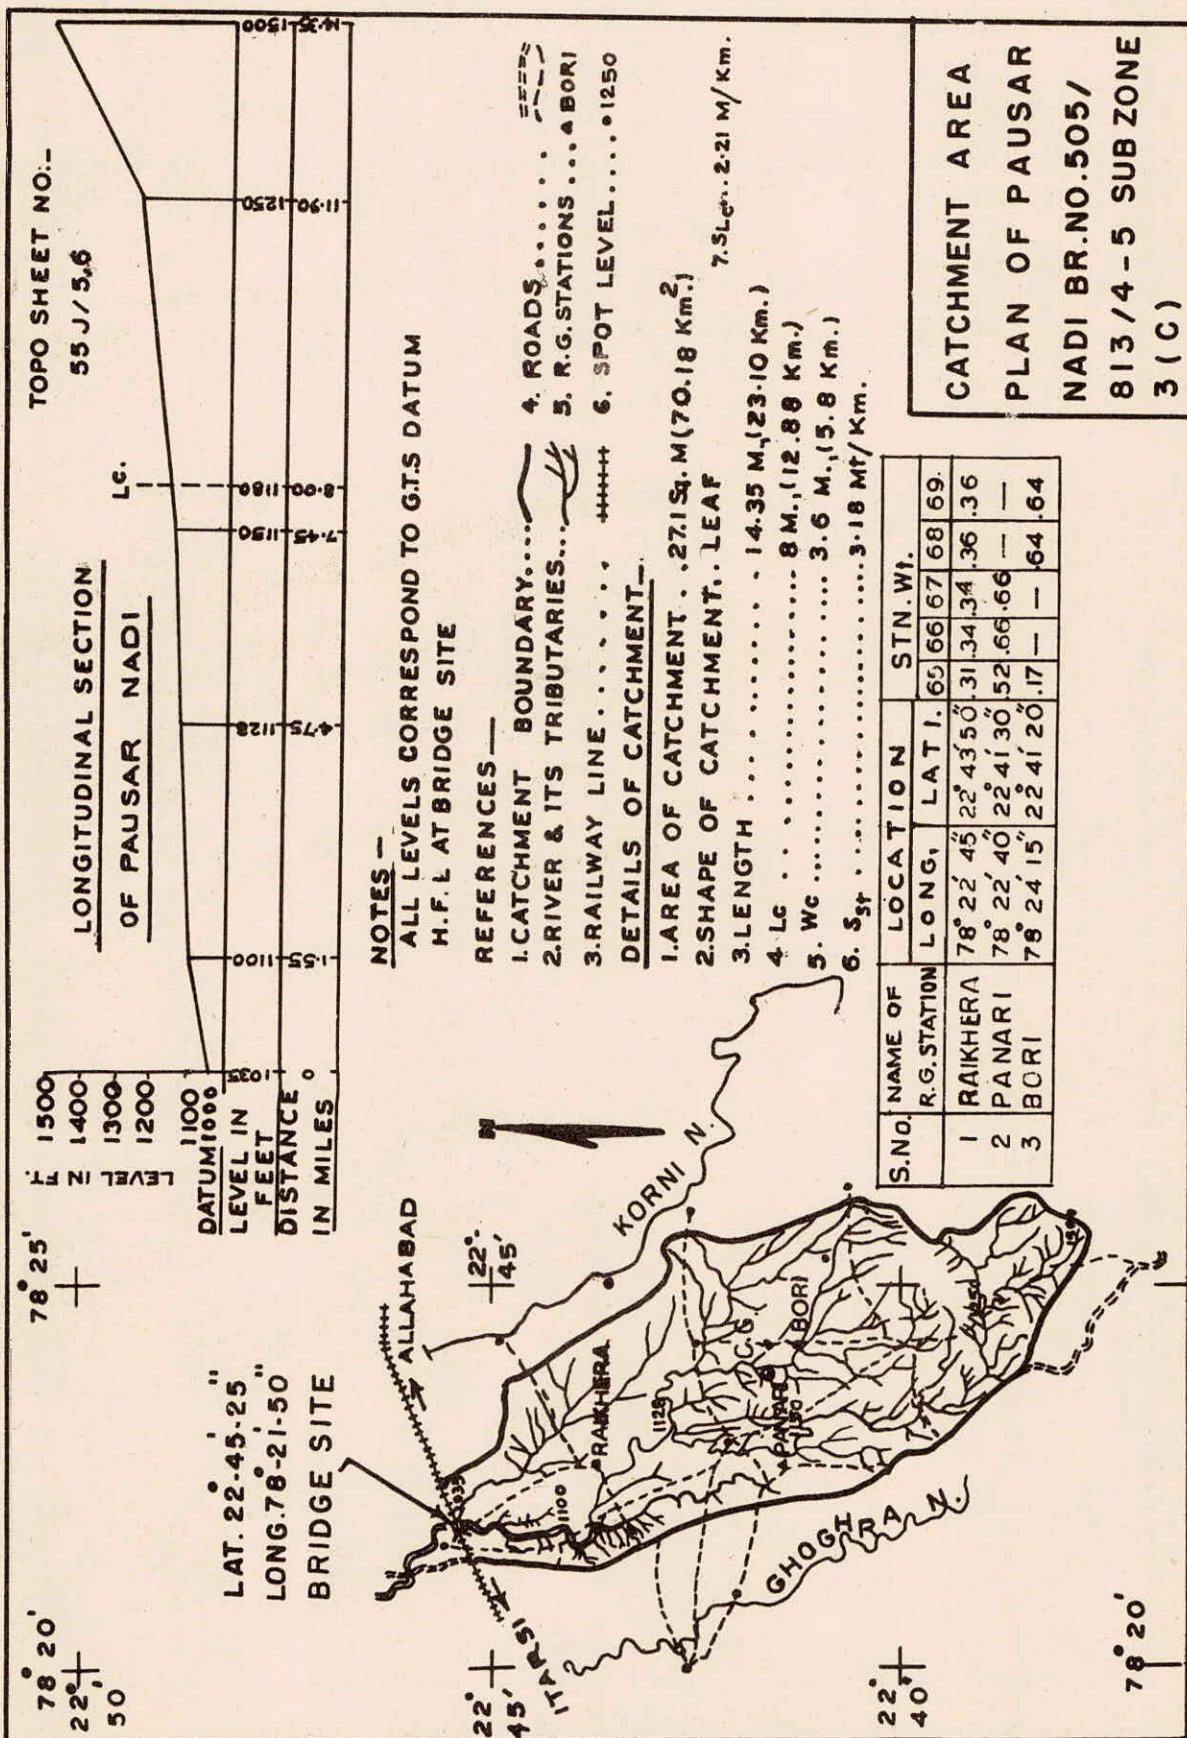 78° 20'
22°
50'
78° 25'
LAT. 22°-45'-25"
LONG. 78°-21'-50"
BRIDGE SITE
ALLAHABAD
ITARSI
22°
45'
22°
45'
KORNI N.
GHOGHRA N.
RAIKHERA
PANARI
BORI
C.G.
1035
1100
1128
1150
1250
1500
22°
40'
78° 20'
N
TOPO SHEET NO:-
55 J/5,6
LONGITUDINAL SECTION
OF PAUSAR NADI
Lc.
LEVEL IN FT.
1500
1400
1300
1200
1100
DATUM 1000
LEVEL IN FEET 1035 1100 1128 1150 1180 1250 1500
DISTANCE IN MILES 0 1.55 4.75 7.45 8.00 11.90 14.35
NOTES —
ALL LEVELS CORRESPOND TO G.T.S DATUM
H.F.L AT BRIDGE SITE
REFERENCES —
1. CATCHMENT BOUNDARY....
2. RIVER & ITS TRIBUTARIES...
3. RAILWAY LINE.......
4. ROADS.......
5. R.G. STATIONS.... BORI
6. SPOT LEVEL.... •1250
DETAILS OF CATCHMENT —
1. AREA OF CATCHMENT.. 27.1 Sq. M (70.18 Km.²)
2. SHAPE OF CATCHMENT.. LEAF
3. LENGTH......... 14.35 M., (23.10 Km.)
4 Lc ............ 8 M., (12.88 Km.)
5. Wc ............ 3.6 M., (5.8 Km.)
6. Sst ............ 3.18 Mt/Km.
7. SLc... 2.21 M/Km.
S.No. NAME OF R.G. STATION LOCATION STN. Wt.
LONG, LATI. 65 66 67 68 69.
1 RAIKHERA 78° 22' 45" 22° 43' 50" .31 .34 .34 .36 .36
2 PANARI 78° 22' 40" 22° 41' 30" .52 .66 .66 — —
3 BORI 78° 24' 15" 22° 41' 20" .17 — — .64 .64
CATCHMENT AREA
PLAN OF PAUSAR
NADI BR.NO.505/
813/4-5 SUB ZONE
3 (C)